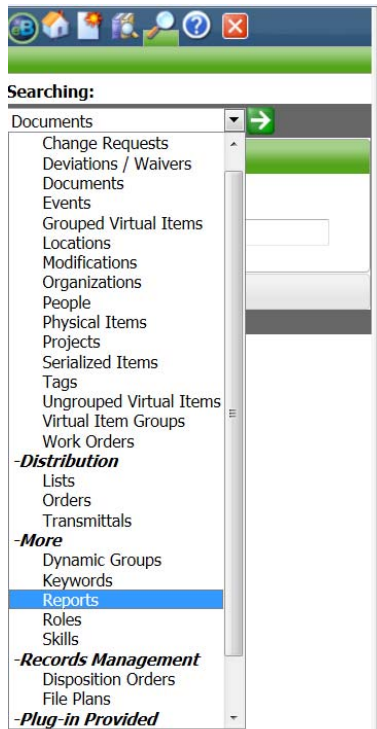 eB
Searching:
Documents
Change Requests
Deviations / Waivers
Documents
Events
Grouped Virtual Items
Locations
Modifications
Organizations
People
Physical Items
Projects
Serialized Items
Tags
Ungrouped Virtual Items
Virtual Item Groups
Work Orders
-Distribution
Lists
Orders
Transmittals
-More
Dynamic Groups
Keywords
Reports
Roles
Skills
-Records Management
Disposition Orders
File Plans
-Plug-in Provided